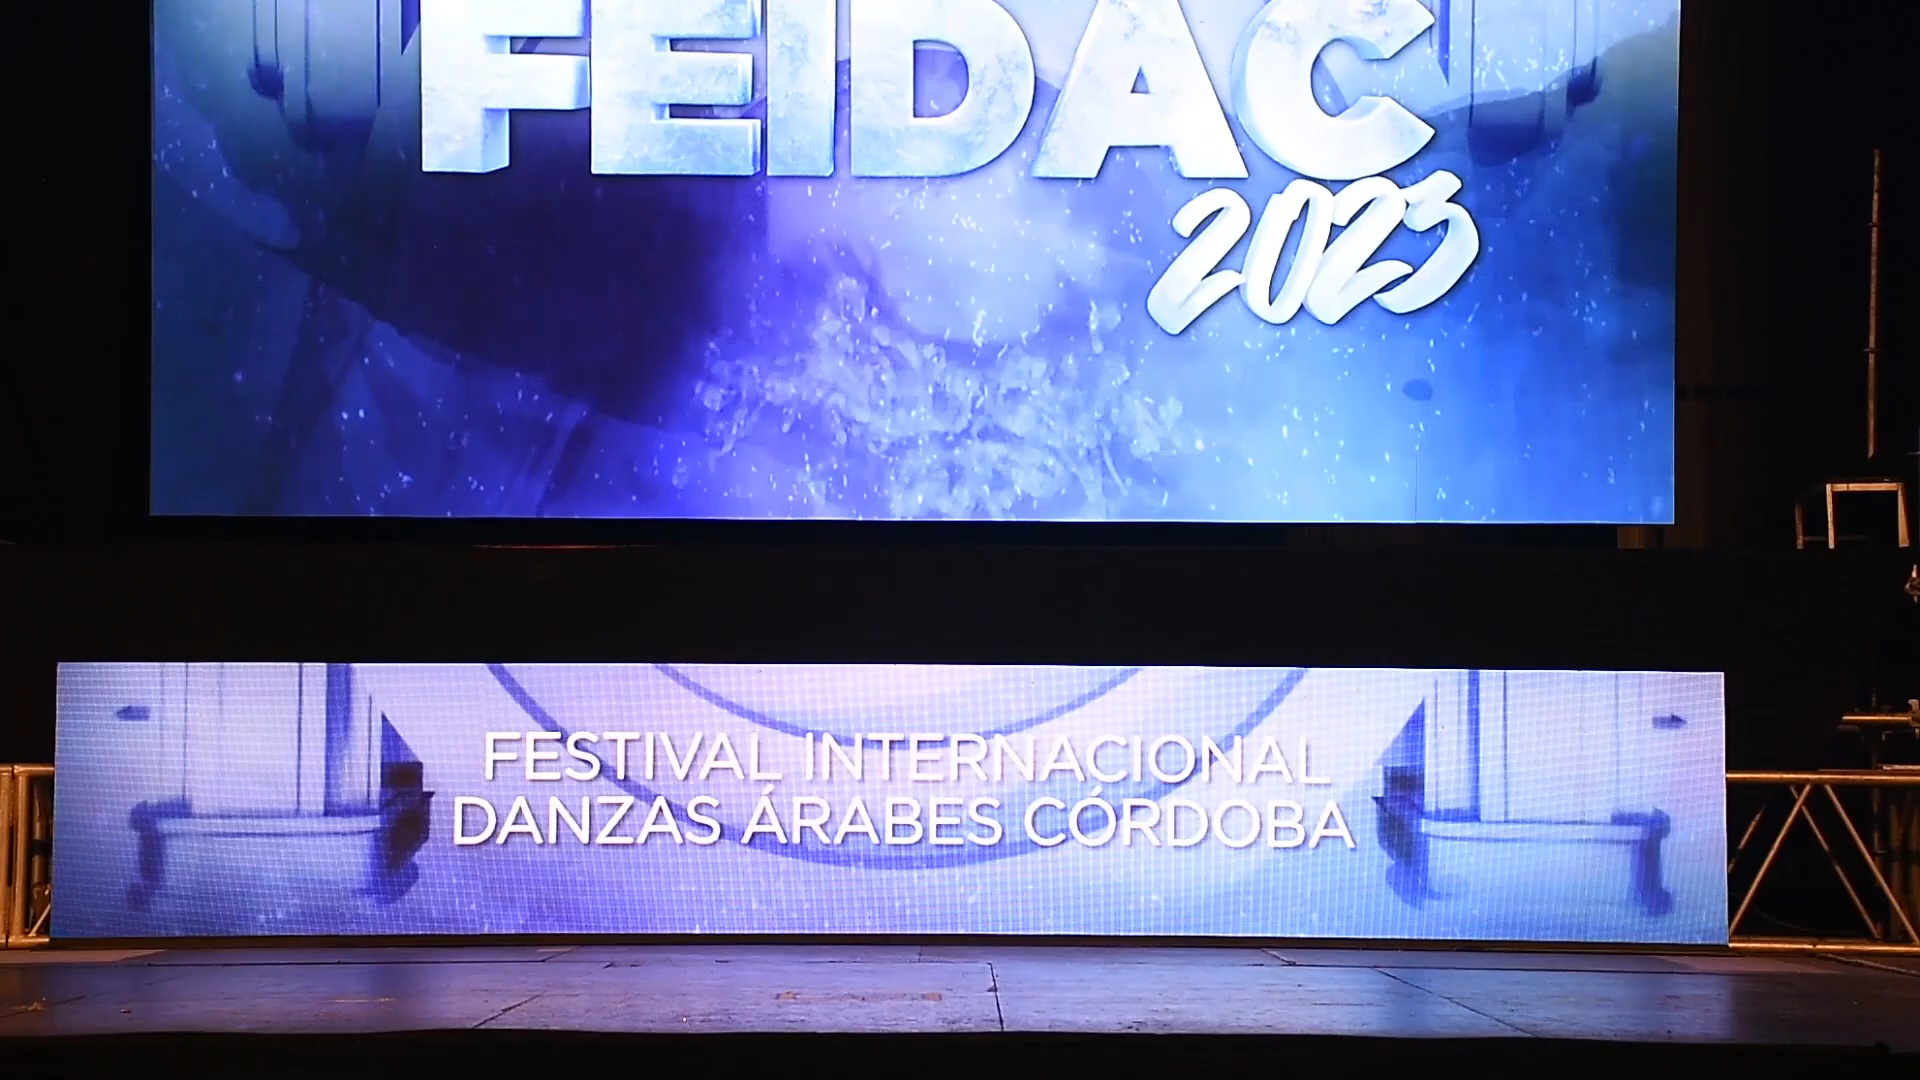 FEIDAC
2023
FESTIVAL INTERNACIONAL
DANZAS ÁRABES CÓRDOBA